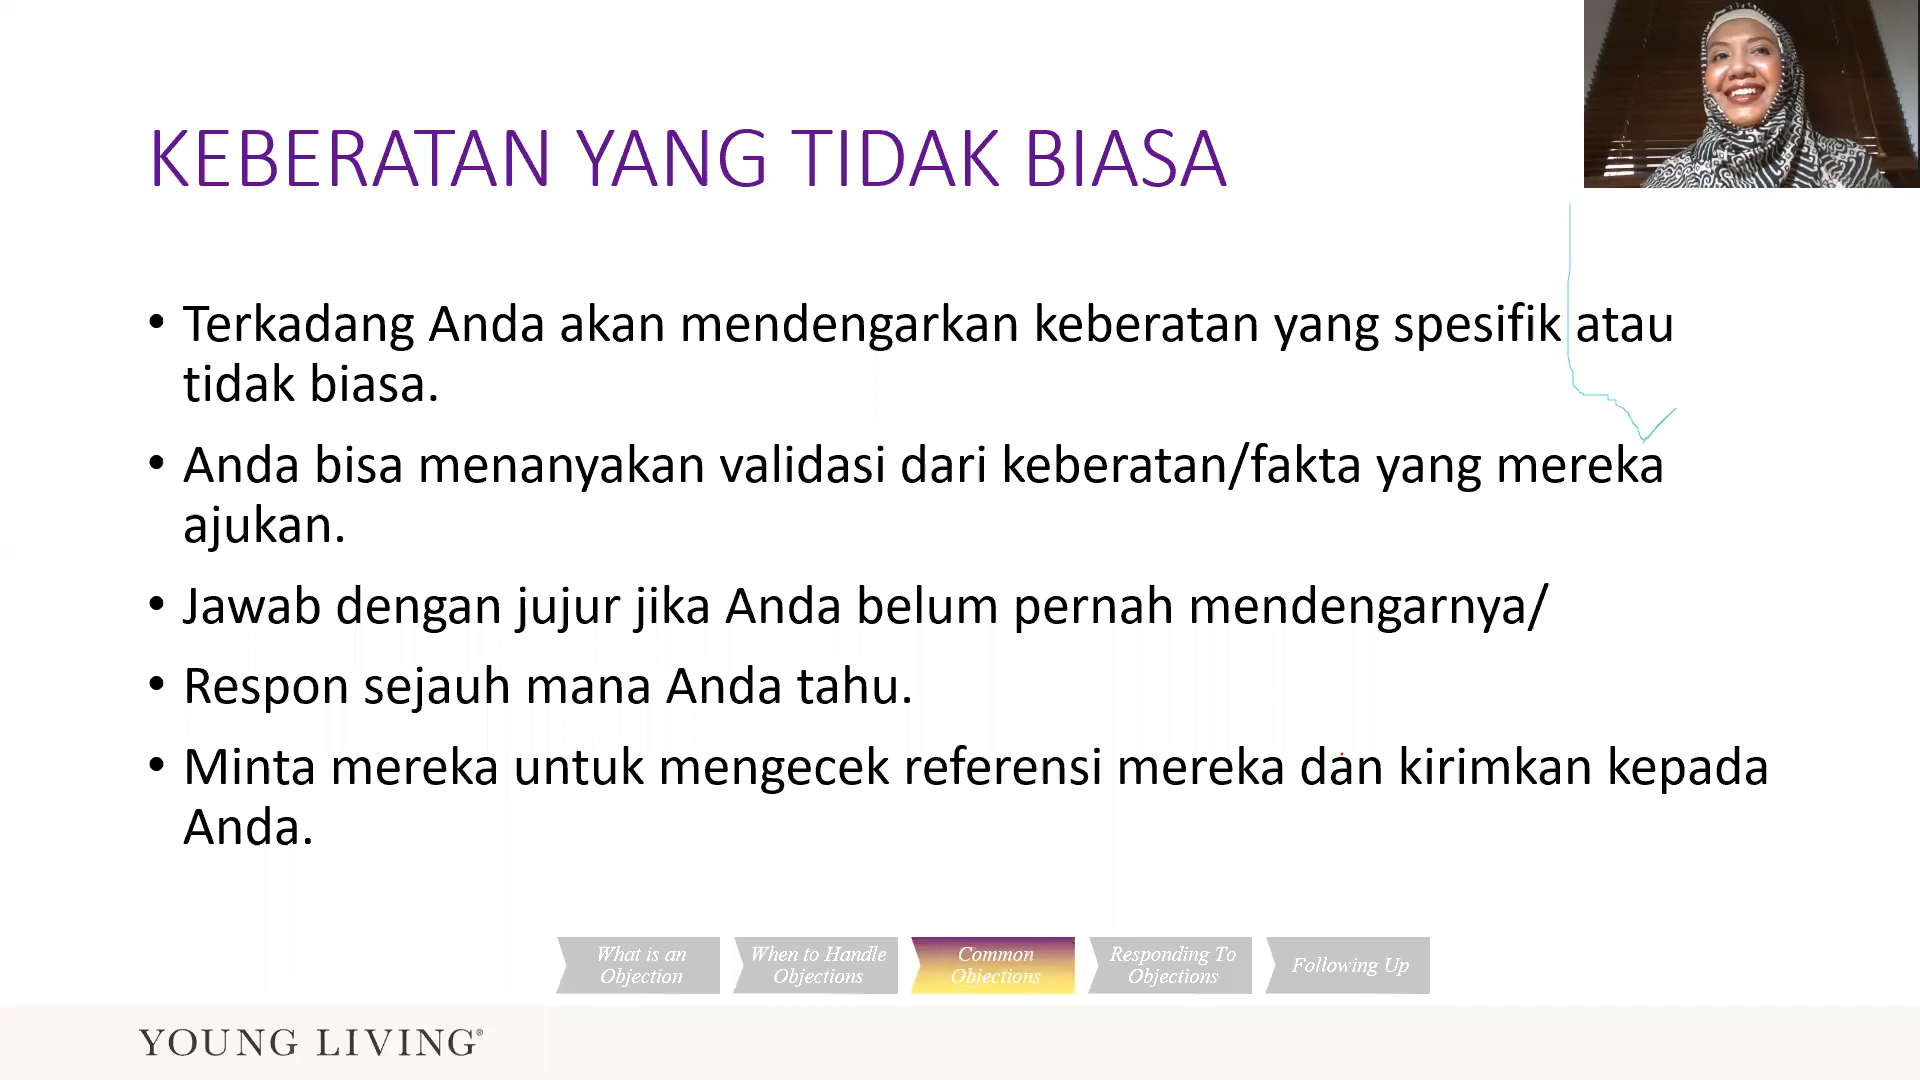 KEBERATAN YANG TIDAK BIASA
• Terkadang Anda akan mendengarkan keberatan yang spesifik atau
tidak biasa.
• Anda bisa menanyakan validasi dari keberatan/fakta yang mereka
ajukan.
• Jawab dengan jujur jika Anda belum pernah mendengarnya/
• Respon sejauh mana Anda tahu.
• Minta mereka untuk mengecek referensi mereka dan kirimkan kepada
Anda.
What is an
Objection
When to Handle
Objections
Common
Objections
Responding To
Objections
Following Up
YOUNG LIVING®